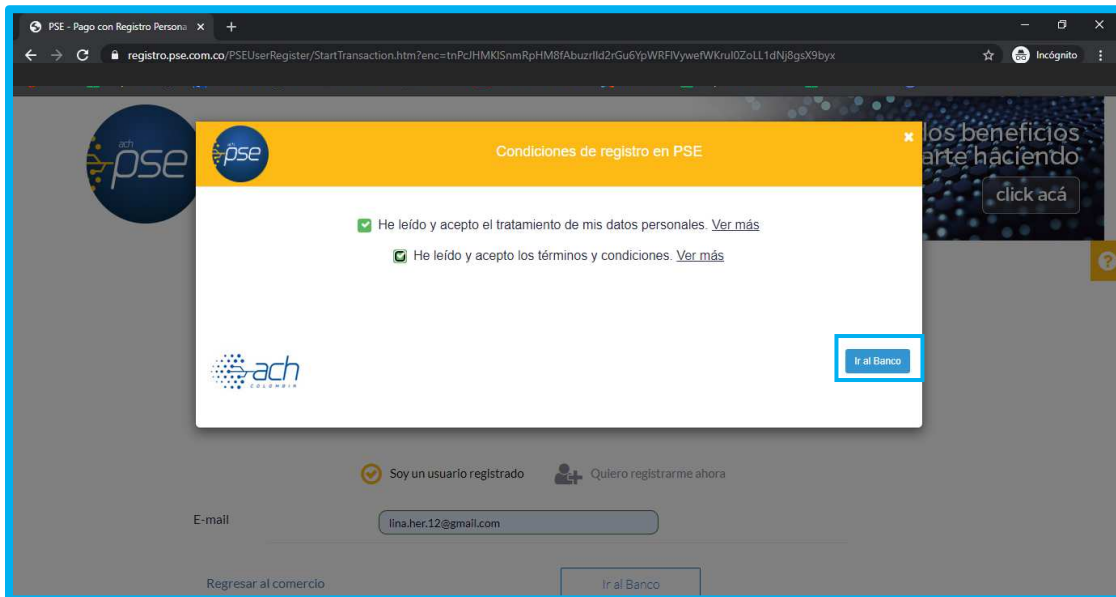 PSE - Pago con Registro Persona
registro.pse.com.co/PSEUserRegister/StartTransaction.htm?enc=tnPcJHMKISnmRpHM8fAbuzrlld2rGu6YpWRFlVywefWKrul0ZoLL1dNj8gsX9byx
Incógnito
ach
pse
los beneficios
arte haciendo
click acá
pse
Condiciones de registro en PSE
He leído y acepto el tratamiento de mis datos personales. Ver más
He leído y acepto los términos y condiciones. Ver más
ach
COLOMBIA
Ir al Banco
?
Soy un usuario registrado
Quiero registrarme ahora
E-mail
lina.her.12@gmail.com
Regresar al comercio
Ir al Banco